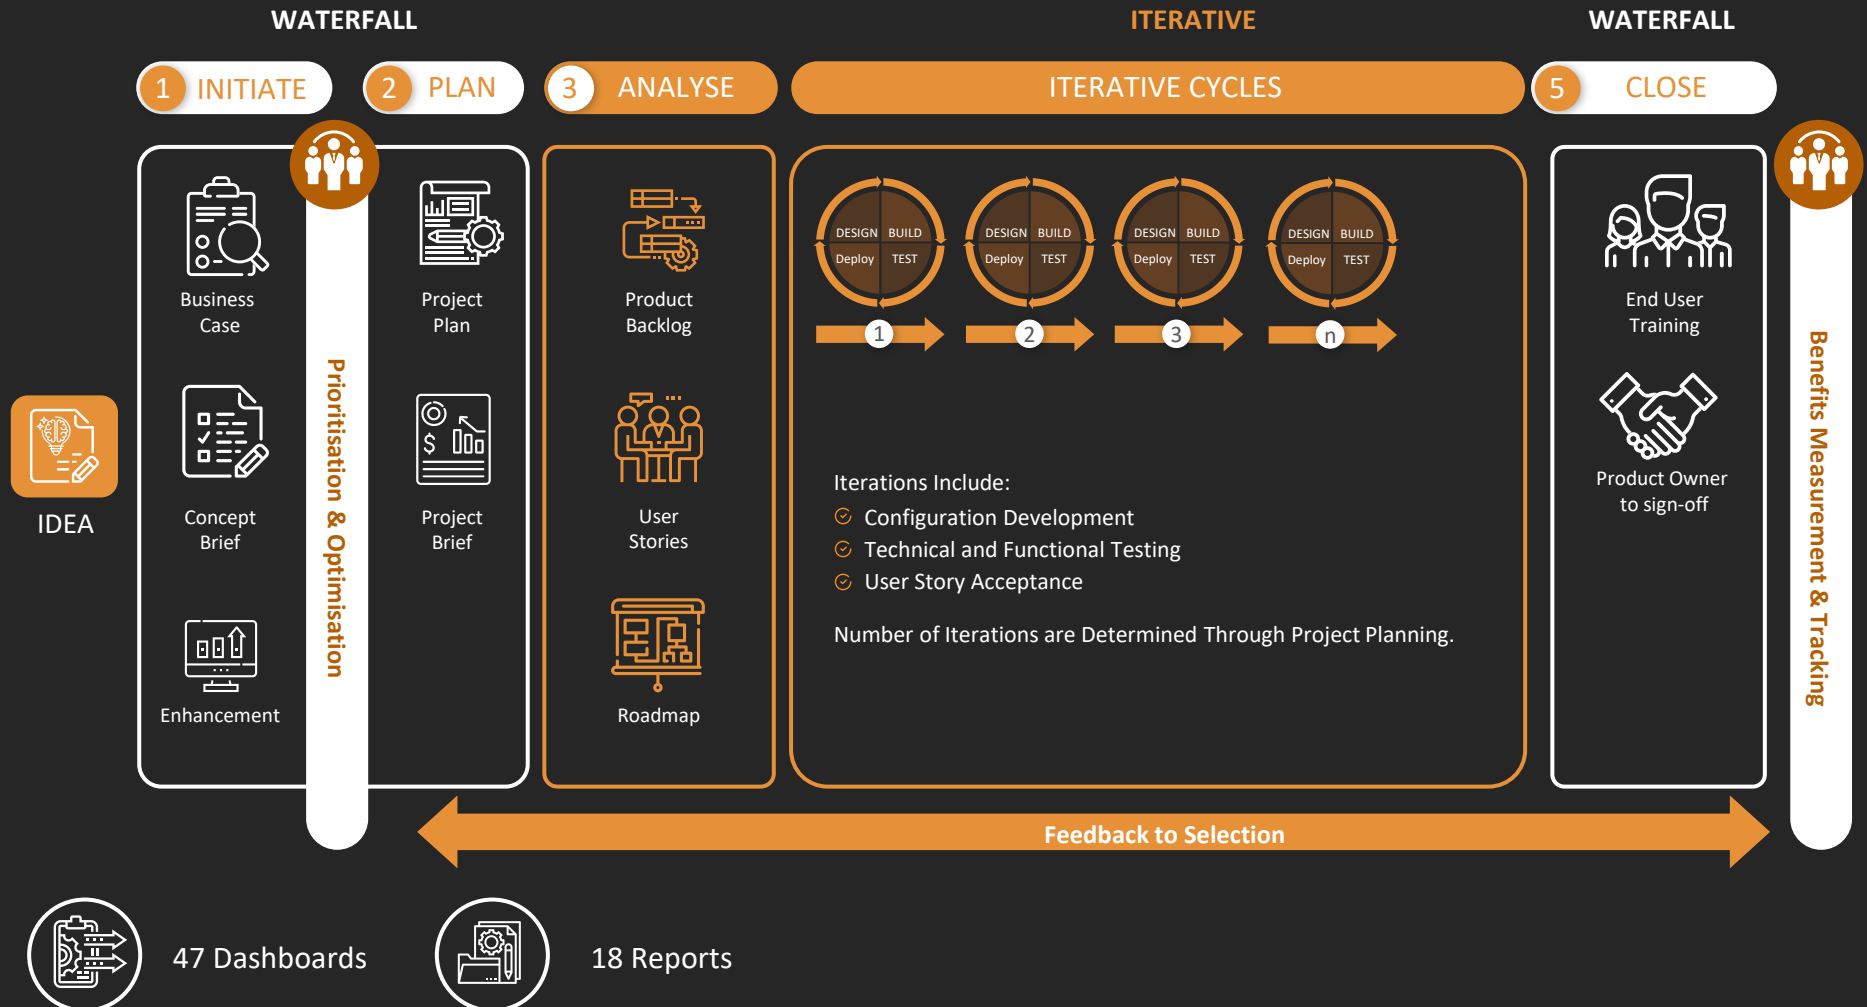 WATERFALL
ITERATIVE
WATERFALL
1 INITIATE
2 PLAN
3 ANALYSE
ITERATIVE CYCLES
5 CLOSE
IDEA
Business
Case
Concept
Brief
Enhancement
Prioritisation & Optimisation
Project
Plan
$
Project
Brief
Product
Backlog
User
Stories
Roadmap
DESIGN BUILD
Deploy TEST
1
DESIGN BUILD
Deploy TEST
2
DESIGN BUILD
Deploy TEST
3
DESIGN BUILD
Deploy TEST
n
Iterations Include:
Configuration Development
Technical and Functional Testing
User Story Acceptance
Number of Iterations are Determined Through Project Planning.
End User
Training
Product Owner
to sign-off
Benefits Measurement & Tracking
Feedback to Selection
47 Dashboards
18 Reports